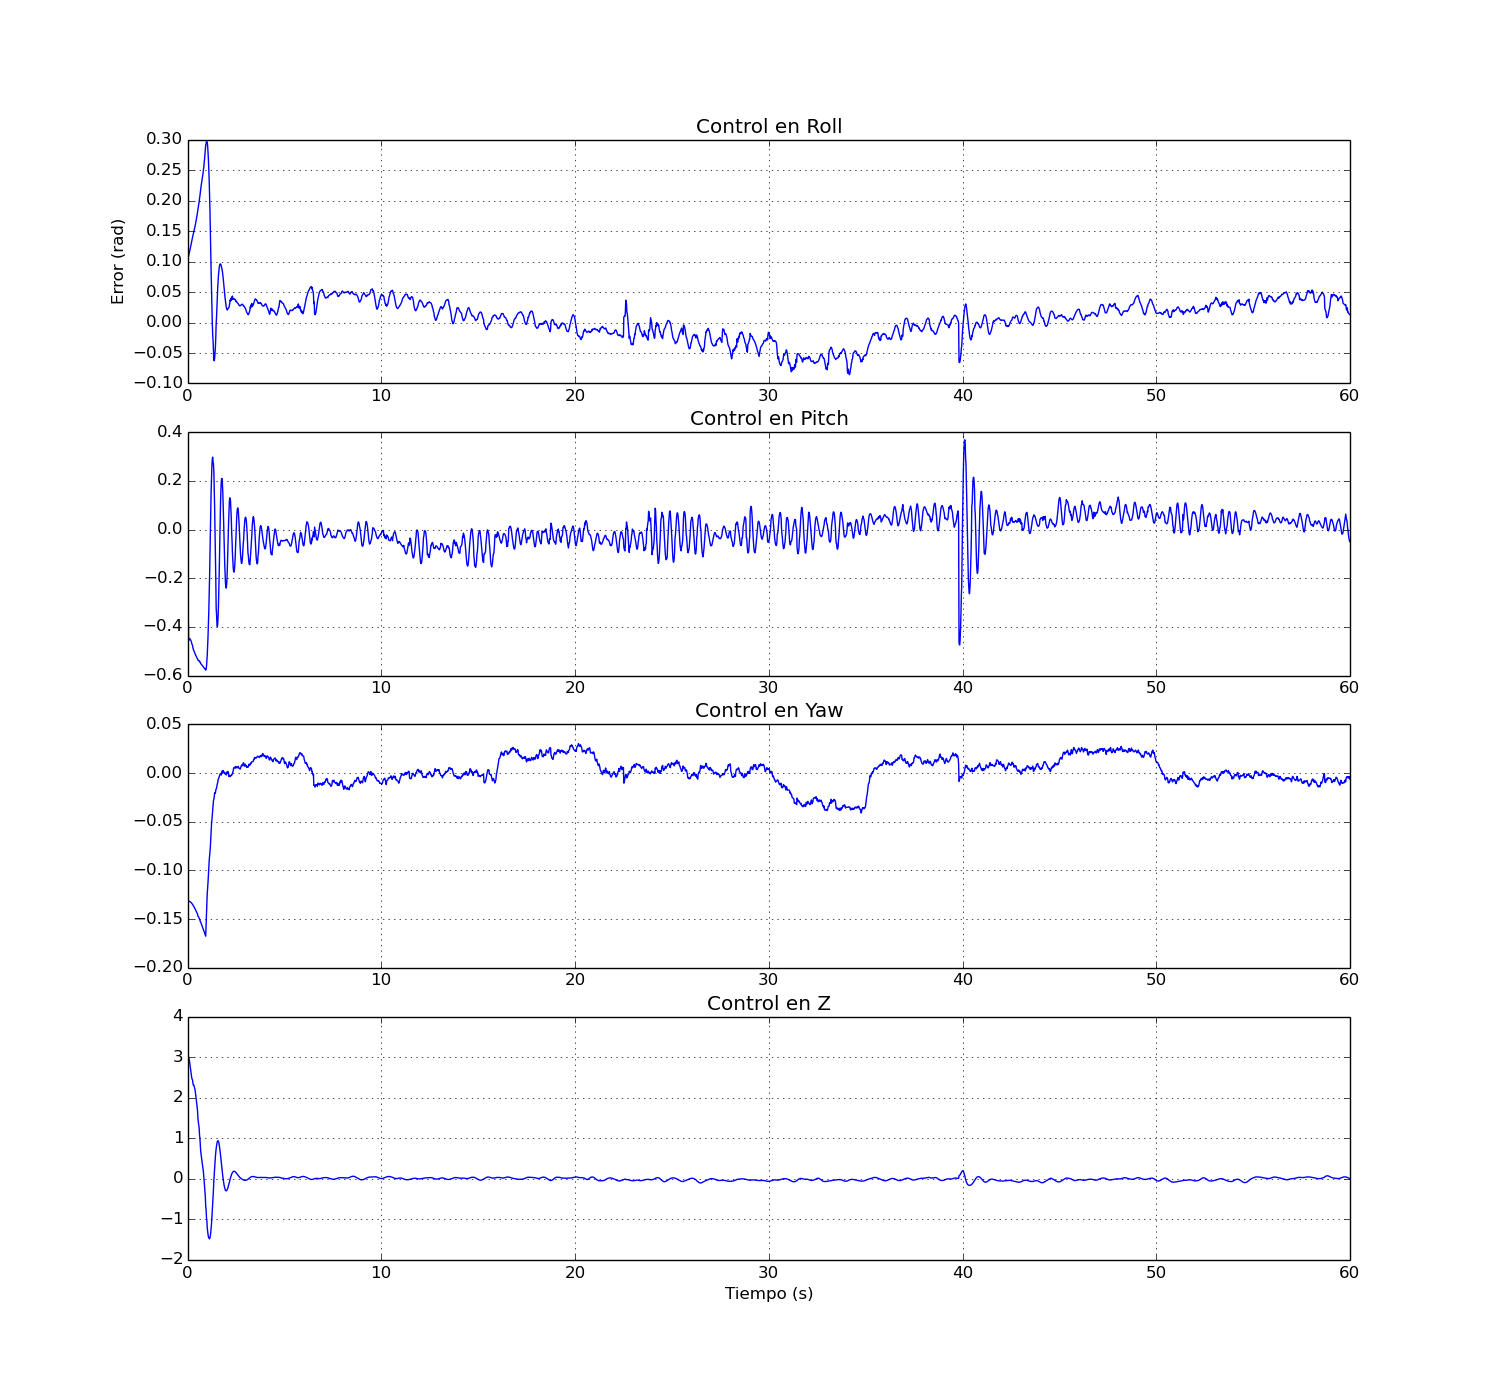 Control en Roll
0.30
0.25
0.20
0.15
0.10
0.05
0.00
−0.05
−0.10
Error (rad)
0 10 20 30 40 50 60
Control en Pitch
0.4
0.2
0.0
−0.2
−0.4
−0.6
0 10 20 30 40 50 60
Control en Yaw
0.05
0.00
−0.05
−0.10
−0.15
−0.20
0 10 20 30 40 50 60
Control en Z
4
3
2
1
0
−1
−2
0 10 20 30 40 50 60
Tiempo (s)